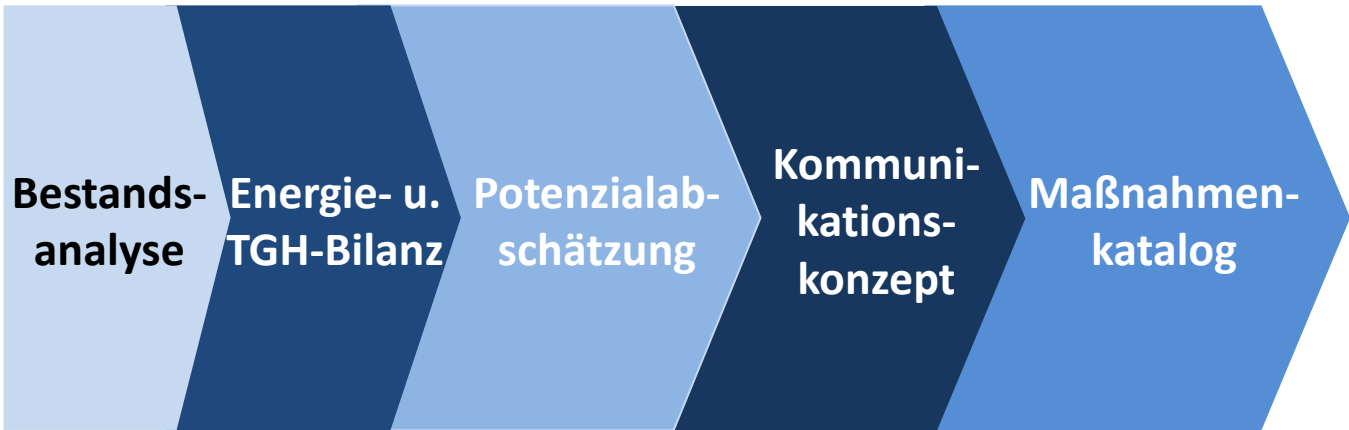 Bestands-
analyse
Energie- u.
TGH-Bilanz
Potenzialab-
schätzung
Kommuni-
kations-
konzept
Maßnahmen-
katalog